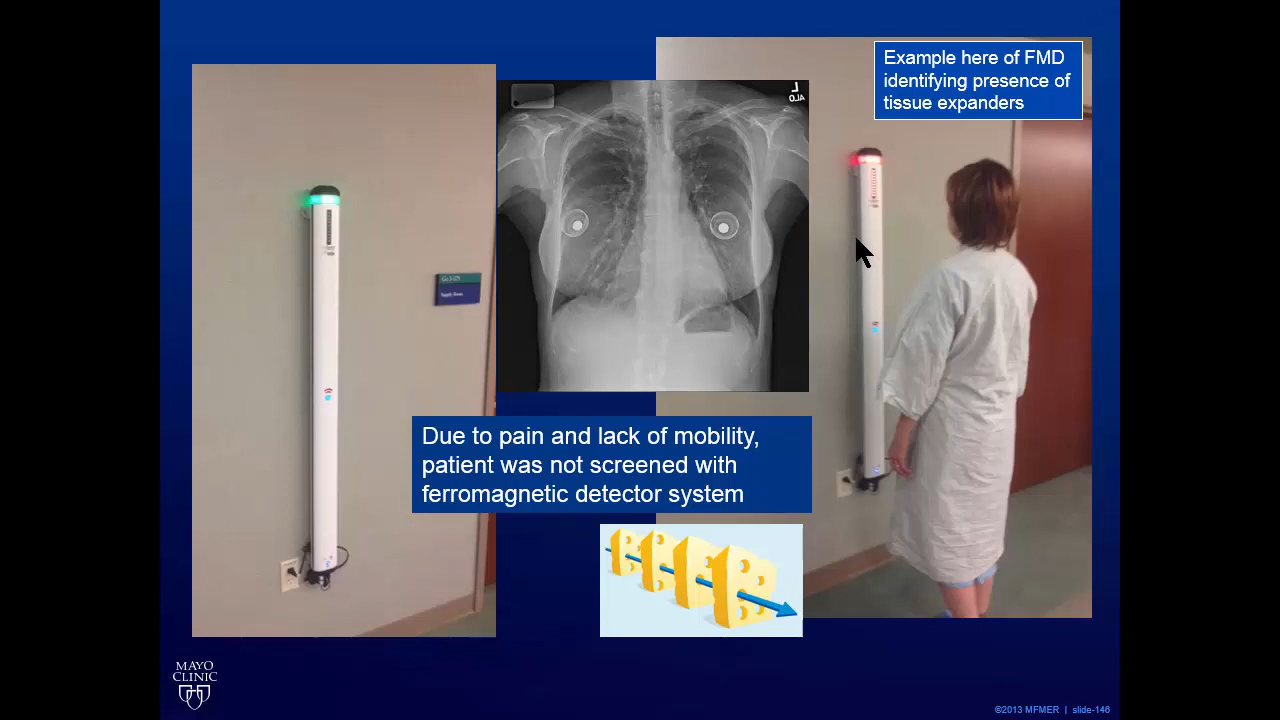 Example here of FMD
identifying presence of
tissue expanders
L
ALO
Due to pain and lack of mobility,
patient was not screened with
ferromagnetic detector system
MAYO
CLINIC
©2013 MFMER | slide-146